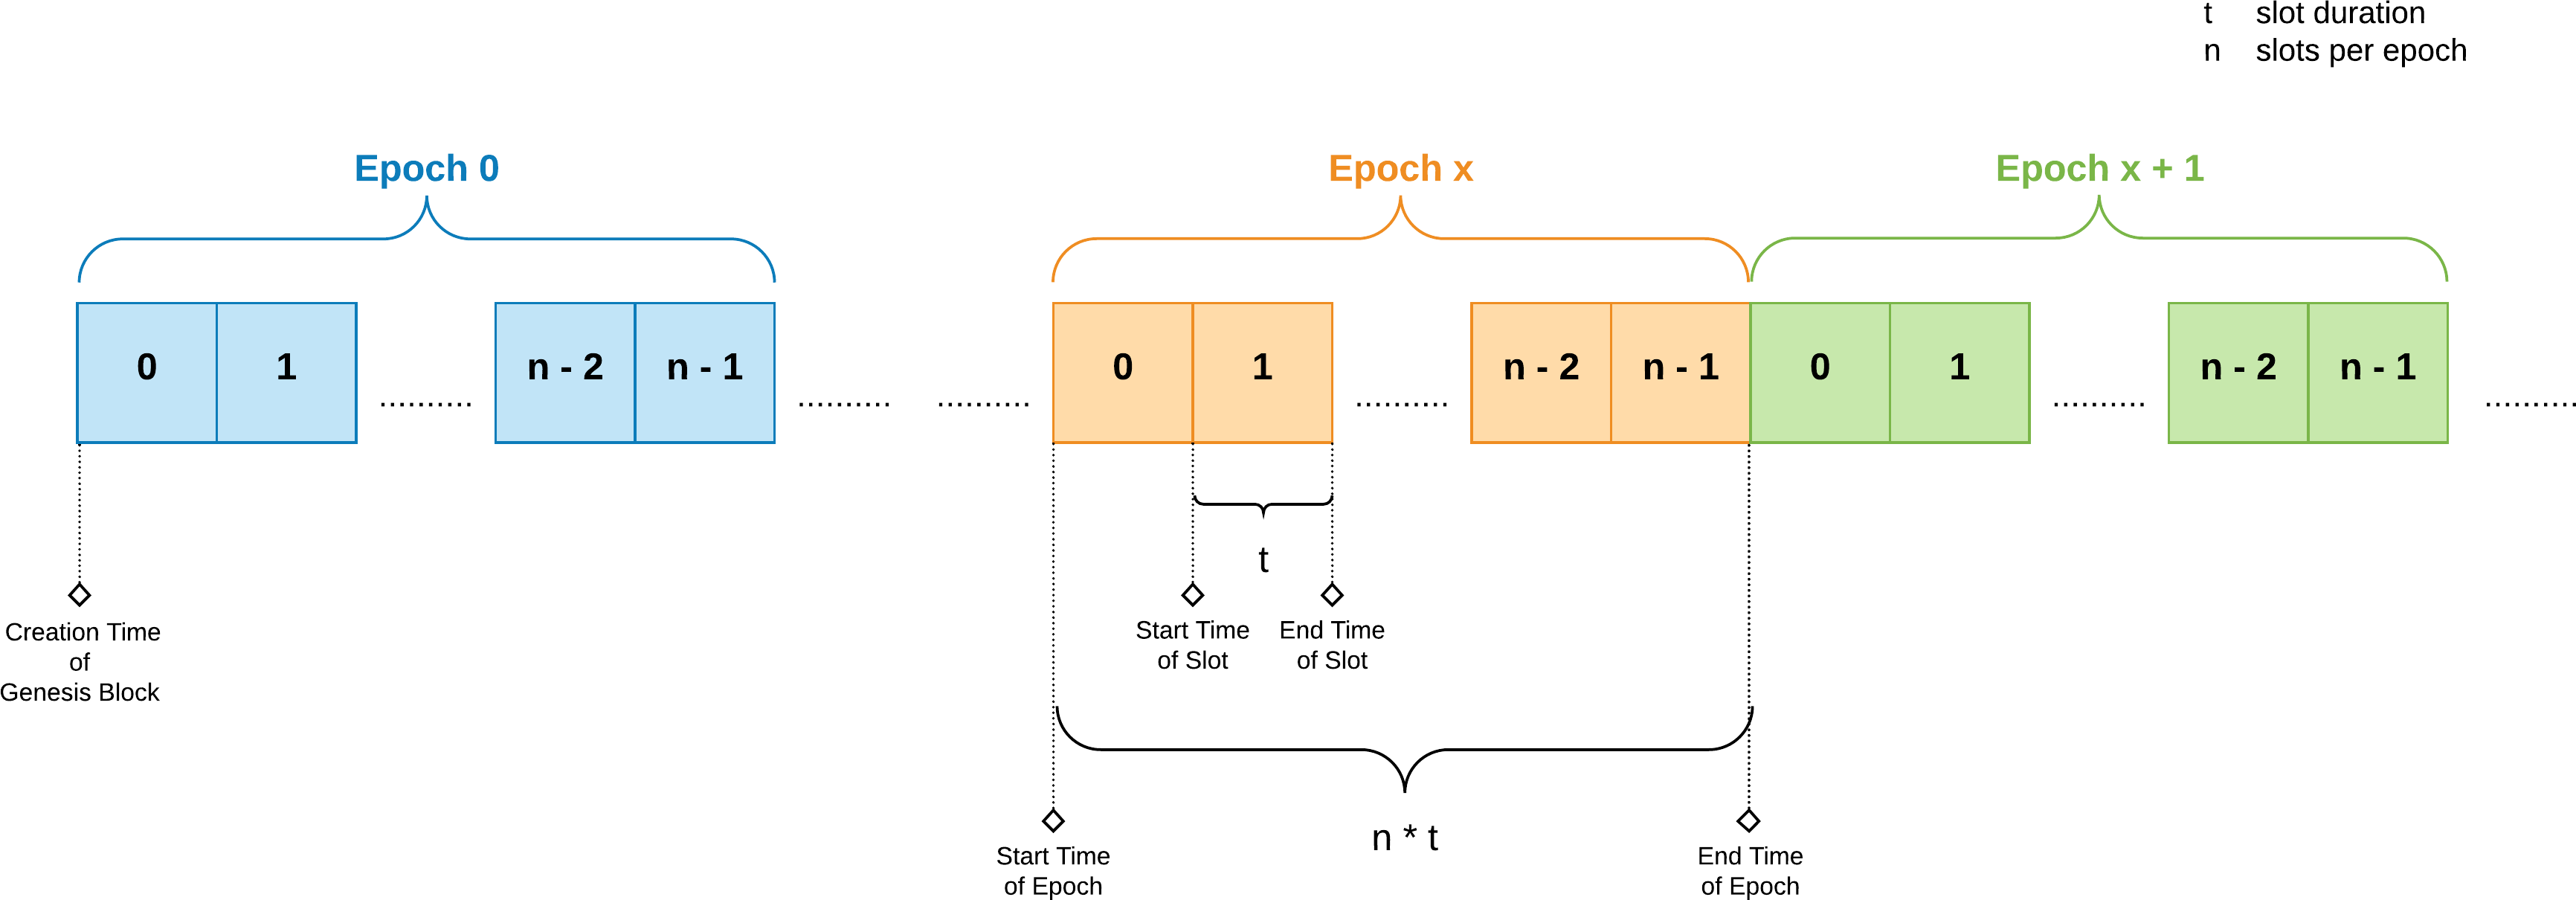 t slot duration
n slots per epoch
Epoch 0
Epoch x
Epoch x + 1
0 1 n - 2 n - 1 0 1 n - 2 n - 1 0 1 n - 2 n - 1
t
Creation Time
of
Genesis Block
Start Time
of Slot
End Time
of Slot
n * t
Start Time
of Epoch
End Time
of Epoch